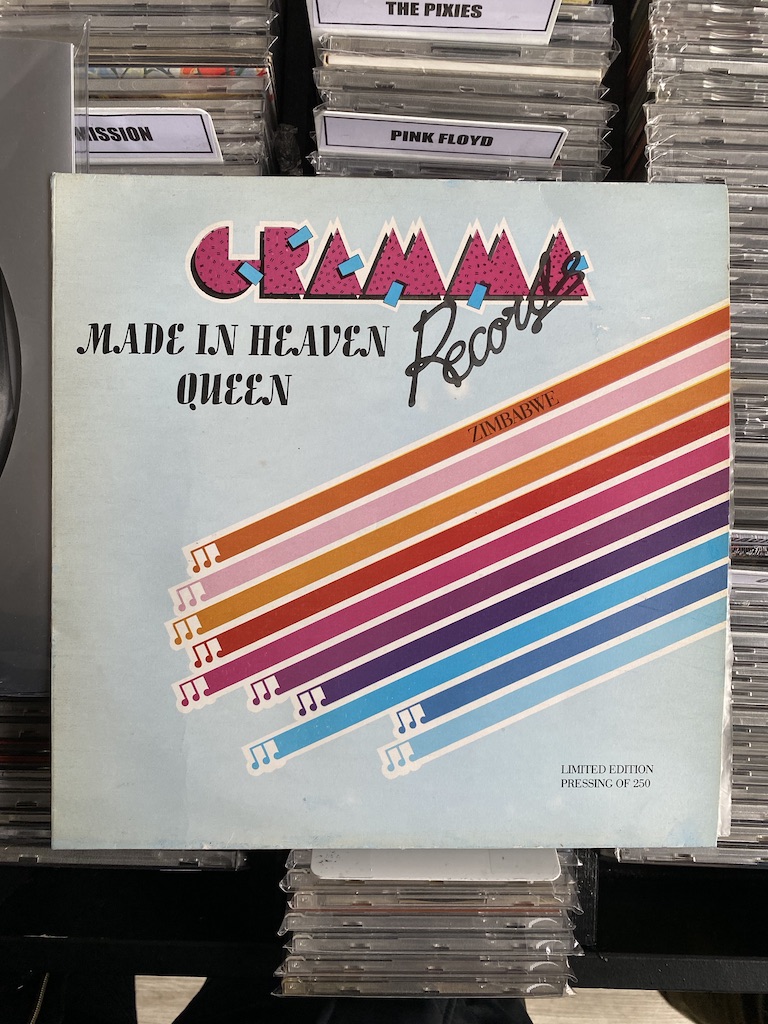 THE PIXIES
MISSION
PINK FLOYD
GRAMMA
Records
MADE IN HEAVEN
QUEEN
ZIMBABWE
LIMITED EDITION
PRESSING OF 250